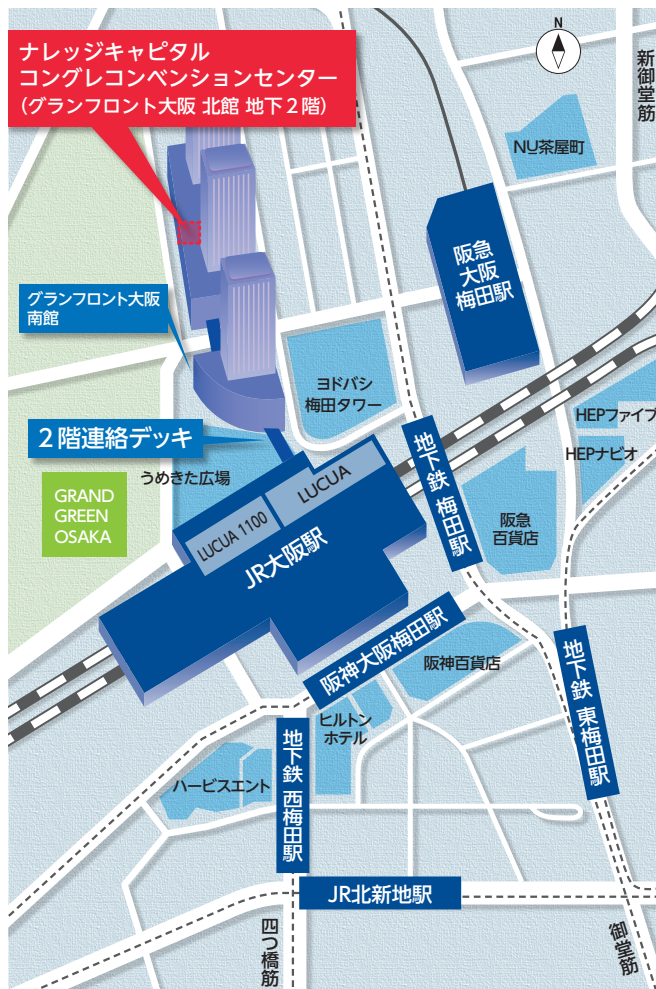 ナレッジキャピタル
コングレコンベンションセンター
(グランフロント大阪 北館 地下2階)
N
新御堂筋
NU茶屋町
阪急
大阪
梅田駅
グランフロント大阪
南館
ヨドバシ
梅田タワー
HEPファイブ
HEPナビオ
2階連絡デッキ
うめきた広場
地下鉄 梅田駅
GRAND
GREEN
OSAKA
LUCUA
LUCUA 1100
JR大阪駅
阪急
百貨店
阪神大阪梅田駅
阪神百貨店
地下鉄 東梅田駅
ヒルトン
ホテル
地下鉄 西梅田駅
ハービスエント
JR北新地駅
四つ橋筋
御堂筋